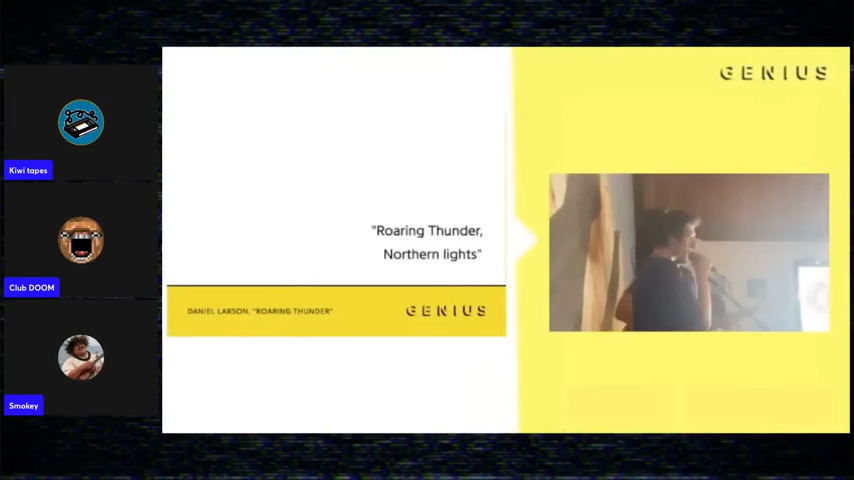 GENIUS
Kiwi tapes
"Roaring Thunder,
Northern lights"
Club DOOM
DANIEL LARSON, "ROARING THUNDER"
GENIUS
Smokey